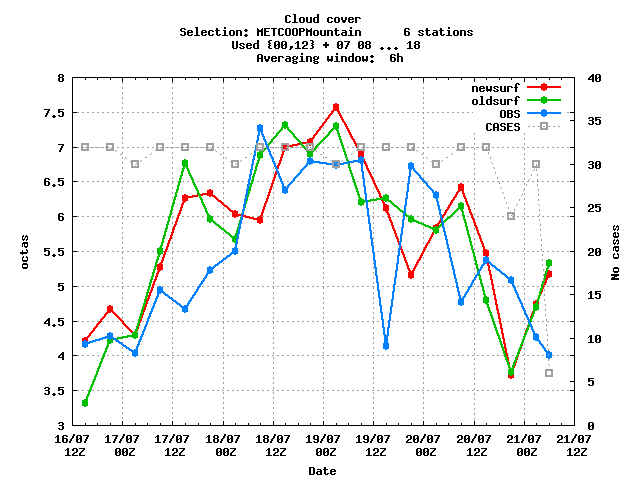 Cloud cover
Selection: METCOOPMountain      6 stations
Used {00,12} + 07 08 ... 18
Averaging window:  6h
newsurf
oldsurf
OBS
CASES
8
7.5
7
6.5
6
5.5
5
4.5
4
3.5
3
octas
40
35
30
25
20
15
10
5
0
No cases
16/07 17/07 17/07 18/07 18/07 19/07 19/07 20/07 20/07 21/07 21/07
12Z 00Z 12Z 00Z 12Z 00Z 12Z 00Z 12Z 00Z 12Z
Date